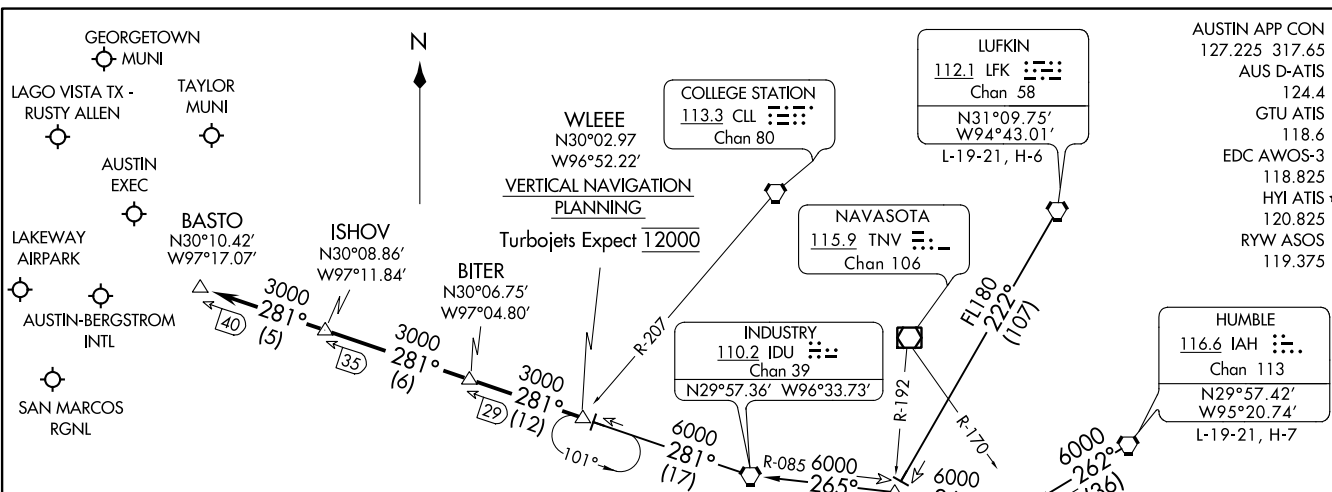 GEORGETOWN
MUNI
LAGO VISTA TX -
RUSTY ALLEN
TAYLOR
MUNI
AUSTIN
EXEC
LAKEWAY
AIRPARK
AUSTIN-BERGSTROM
INTL
SAN MARCOS
RGNL
N
BASTO
N30°10.42'
W97°17.07'
ISHOV
N30°08.86'
W97°11.84'
BITER
N30°06.75'
W97°04.80'
WLEEE
N30°02.97
W96°52.22'
VERTICAL NAVIGATION
PLANNING
Turbojets Expect 12000
COLLEGE STATION
113.3 CLL
Chan 80
LUFKIN
112.1 LFK
Chan 58
N31°09.75'
W94°43.01'
L-19-21, H-6
NAVASOTA
115.9 TNV
Chan 106
INDUSTRY
110.2 IDU
Chan 39
N29°57.36' W96°33.73'
HUMBLE
116.6 IAH
Chan 113
N29°57.42'
W95°20.74'
L-19-21, H-7
AUSTIN APP CON
127.225 317.65
AUS D-ATIS
124.4
GTU ATIS
118.6
EDC AWOS-3
118.825
HYI ATIS
120.825
RYW ASOS
119.375
3000
281°
(5)
40
3000
281°
(6)
35
3000
281°
(12)
29
101°
6000
281°
(17)
R-207
R-085
6000
265°
R-192
R-170
FL180
222°
(107)
6000
6000
262°
(36)